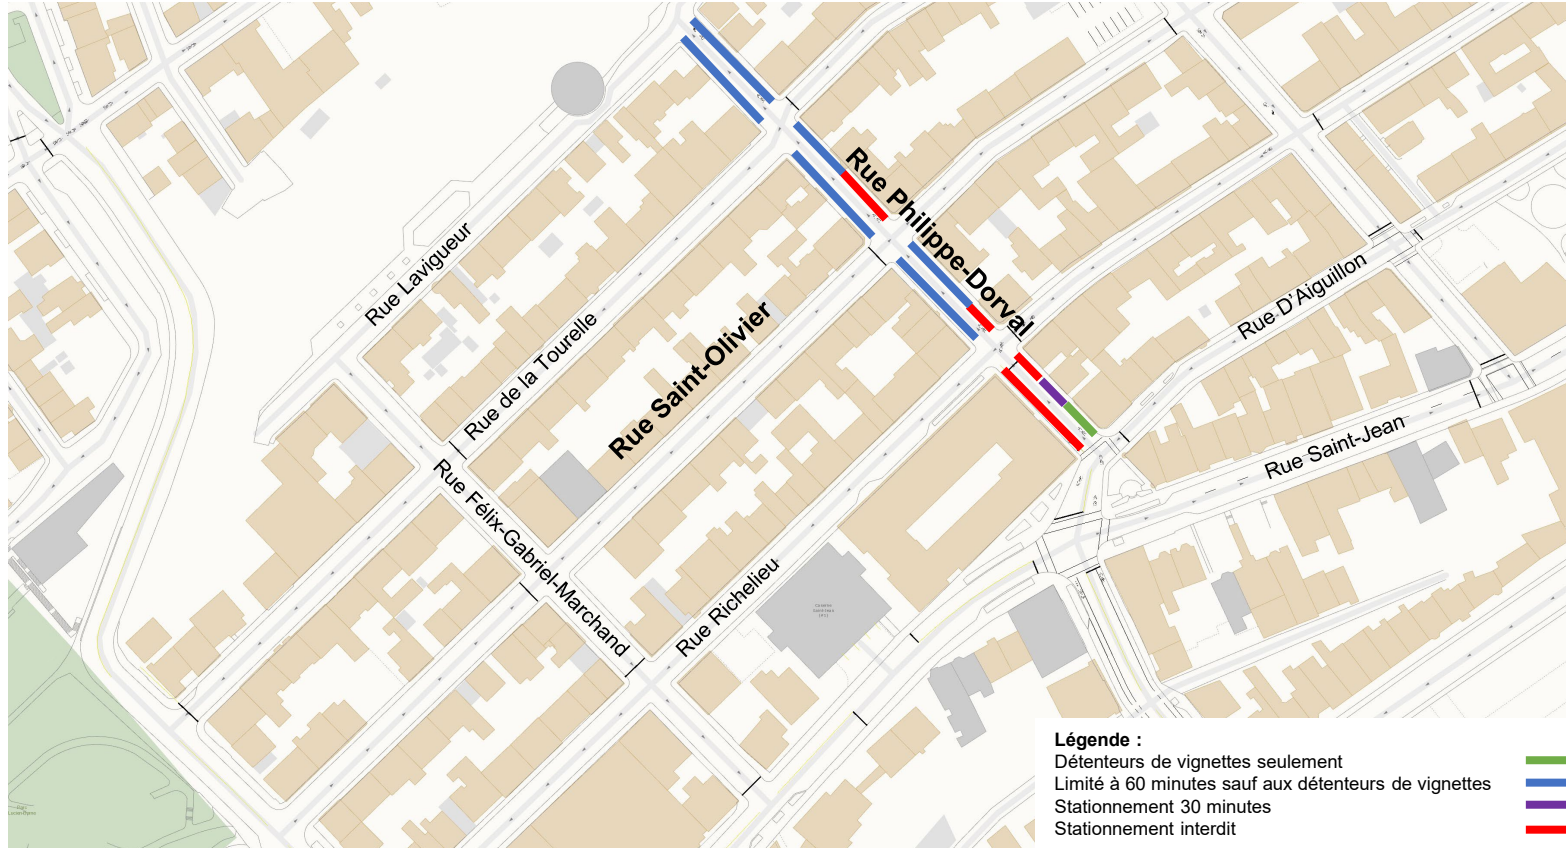 Rue Philippe-Dorval
Rue Lavigueur
Rue D'Aiguillon
Rue de la Tourelle
Rue Saint-Olivier
Rue Saint-Jean
Rue Félix-Gabriel-Marchand
Rue Richelieu
Légende :
Détenteurs de vignettes seulement
Limité à 60 minutes sauf aux détenteurs de vignettes
Stationnement 30 minutes
Stationnement interdit